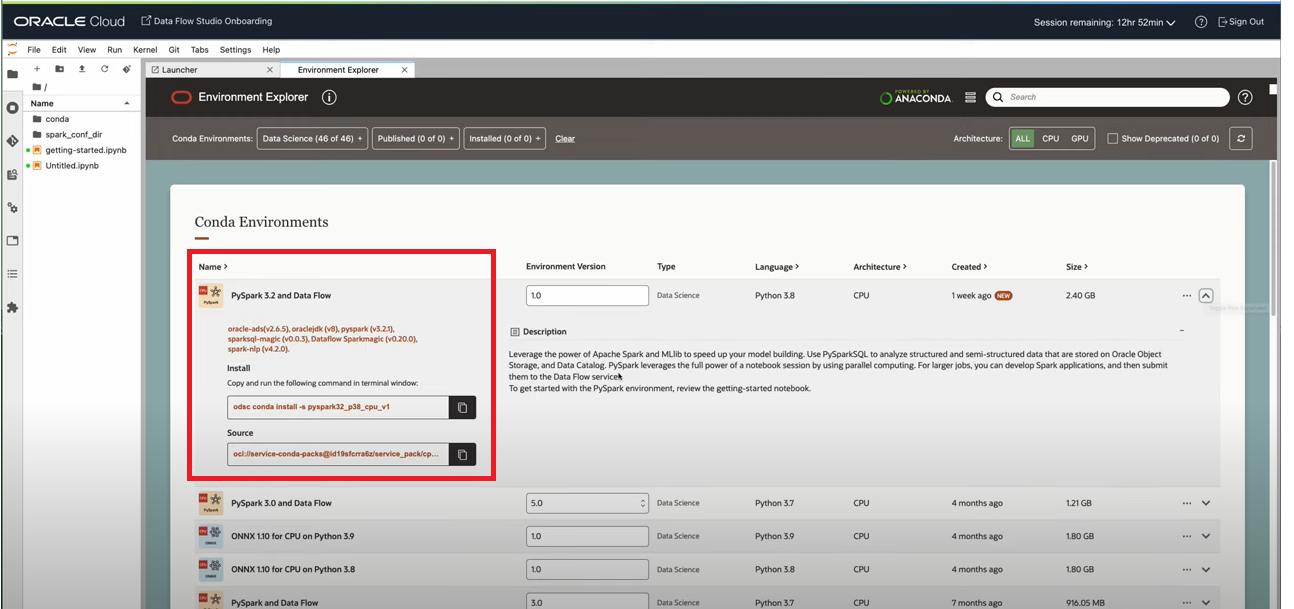 ORACLE Cloud
Data Flow Studio Onboarding
Session remaining: 12hr 52min
Sign Out
File Edit View Run Kernel Git Tabs Settings Help
Launcher
Environment Explorer
/
Name
conda
spark_conf_dir
getting-started.ipynb
Untitled.ipynb
Environment Explorer
POWERED BY
ANACONDA.
Search
Conda Environments:
Data Science (46 of 46) +
Published (0 of 0) +
Installed (0 of 0) +
Clear
Architecture:
ALL CPU GPU
Show Deprecated (0 of 0)
Conda Environments
Name > Environment Version Type Language > Architecture > Created > Size >
PySpark 3.2 and Data Flow 1.0 Data Science Python 3.8 CPU 1 week ago NEW 2.40 GB
oracle-ads(v2.6.5), oraclejdk (v8), pyspark (v3.2.1),
sparksql-magic (v0.0.3), Dataflow Sparkmagic (v0.20.0),
spark-nlp (v4.2.0).
Install
Copy and run the following command in terminal window:
odsc conda install -s pyspark32_p38_cpu_v1
Source
oci://service-conda-packs@id19sfcrra6z/service_pack/cp...
Description
Leverage the power of Apache Spark and MLlib to speed up your model building. Use PySparkSQL to analyze structured and semi-structured data that are stored on Oracle Object
Storage, and Data Catalog. PySpark leverages the full power of a notebook session by using parallel computing. For larger jobs, you can develop Spark applications, and then submit
them to the Data Flow service.
To get started with the PySpark environment, review the getting-started notebook.
PySpark 3.0 and Data Flow 5.0 Data Science Python 3.7 CPU 4 months ago 1.21 GB
ONNX 1.10 for CPU on Python 3.9 1.0 Data Science Python 3.9 CPU 4 months ago 1.80 GB
ONNX 1.10 for CPU on Python 3.8 1.0 Data Science Python 3.8 CPU 4 months ago 1.80 GB
PySpark and Data Flow 3.0 Data Science Python 3.7 CPU 7 months ago 916.05 MB